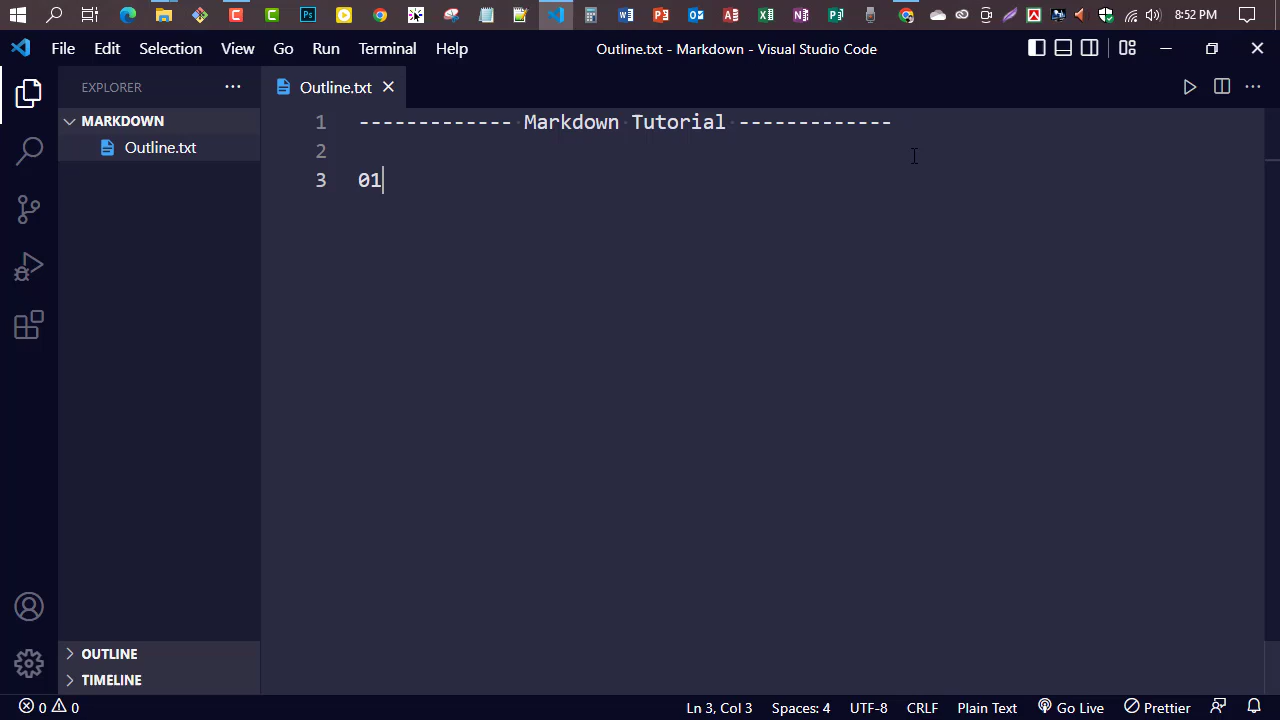 8:52 PM
File Edit Selection View Go Run Terminal Help
Outline.txt - Markdown - Visual Studio Code
EXPLORER
Outline.txt
MARKDOWN
Outline.txt
1 ------------- Markdown Tutorial -------------
2
3 01
OUTLINE
TIMELINE
0 0 Ln 3, Col 3 Spaces: 4 UTF-8 CRLF Plain Text Go Live Prettier